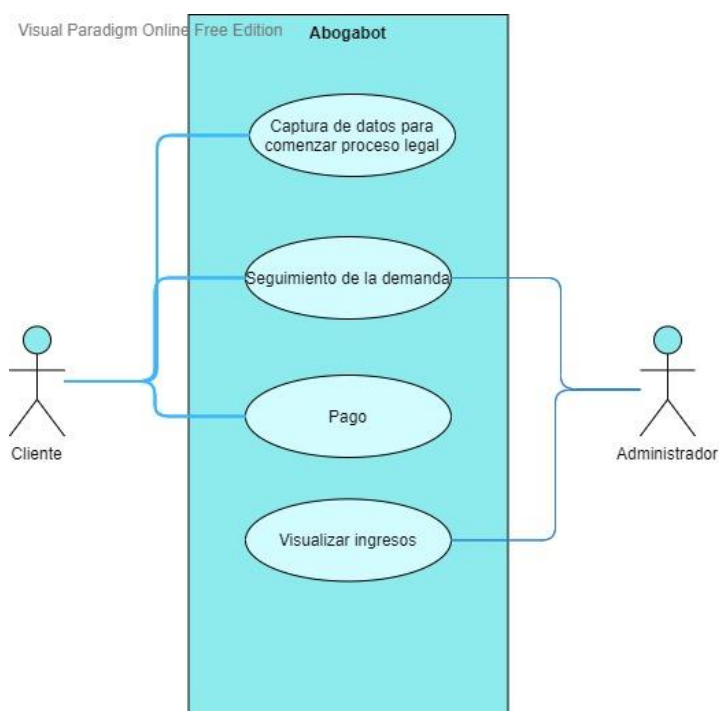 Visual Paradigm Online Free Edition
Abogabot
Captura de datos para
comenzar proceso legal
Seguimiento de la demanda
Pago
Cliente
Administrador
Visualizar ingresos